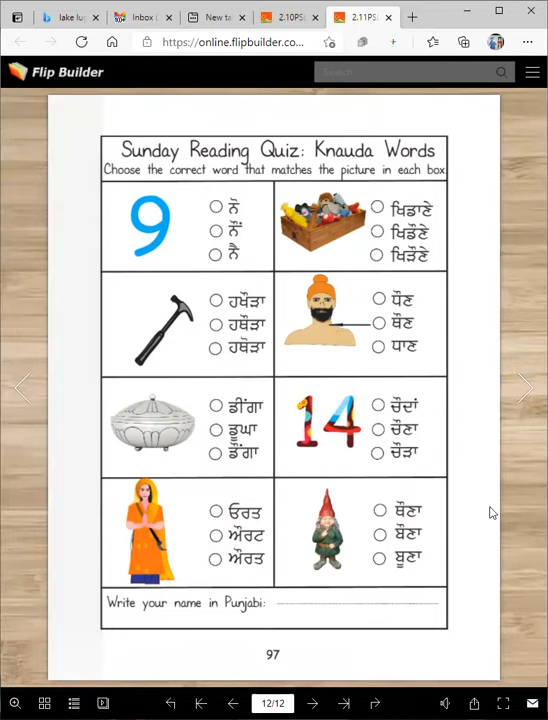 lake lu
Inbox (
New ta
2.10PS
2.11PS
https://online.flipbuilder.co...
Flip Builder
Search
Sunday Reading Quiz: Knauda Words
Choose the correct word that matches the picture in each box.
9
ਨੋ
ਨੌਂ
ਨੈ
ਖਿਡਾਣੇ
ਖਿਡੌਣੇ
ਖਿੜੌਣੇ
ਹਖੌੜਾ
ਹਥੌੜਾ
ਹਥੋੜਾ
ਧੌਣ
ਥੌਣ
ਧਾਣ
ਡੀਂਗਾ
ਡੂਘਾ
ਡੌਂਗਾ
14
ਚੌਦਾਂ
ਚੌਣਾ
ਚੌੜਾ
ਓਰਤ
ਔਰਟ
ਔਰਤ
ਥੌਣਾ
ਬੌਣਾ
ਬੂਣਾ
Write your name in Punjabi:
97
12/12